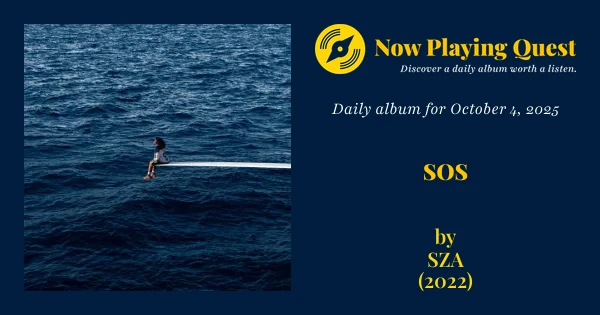 Now Playing Quest
Discover a daily album worth a listen.
Daily album for October 4, 2025
SOS
by
SZA
(2022)